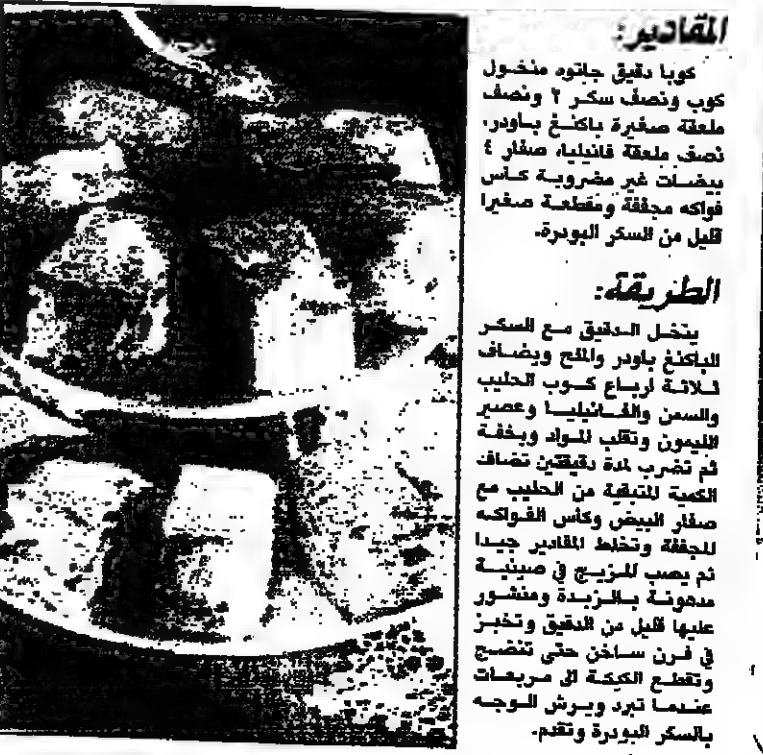 المقادير:
كوبا دقيق جاتوه منخول
كوب ونصف سكر ٢ ونصف
ملعقة صغيرة باكنغ باودر،
نصف ملعقة فانيليا، صفار ٤
بيضات غير مضروبة كأس
فواكه مجففة ومقطعة صغيرا
قليل من السكر البودرة.
الطريقة:
ينخل الدقيق مع السكر
الباكنغ باودر والملح ويضاف
ثلاثة ارباع كوب الحليب
والسمن والفانيليا وعصير
الليمون وتقلب المواد وبخفة
ثم تضرب لمدة دقيقتين تضاف
الكمية المتبقية من الحليب مع
صفار البيض وكأس الفواكه
المجففة وتخلط المقادير جيدا
ثم يصب المزيج في صينية
مدهونة بالزبدة ومنشور
عليها قليل من الدقيق وتخبز
في فرن ساخن حتى تنضج
وتقطع الكيكة الى مربعات
عندما تبرد ويرش الوجه
بالسكر البودرة وتقدم.